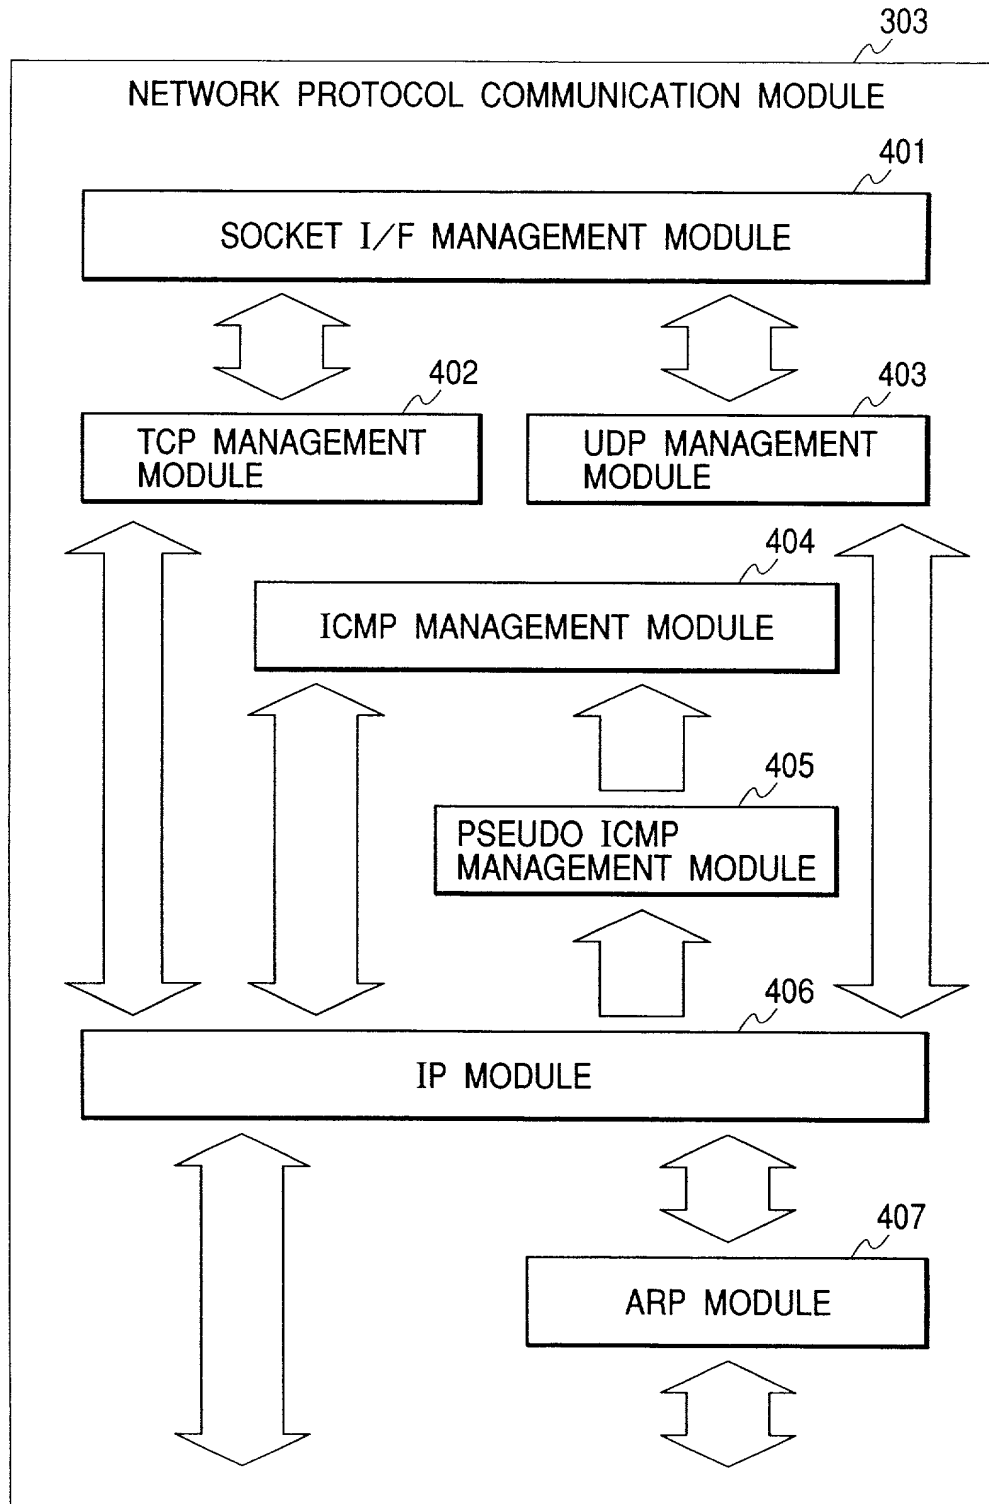 303
NETWORK PROTOCOL COMMUNICATION MODULE
401
SOCKET I/F MANAGEMENT MODULE
402
TCP MANAGEMENT
MODULE
403
UDP MANAGEMENT
MODULE
404
ICMP MANAGEMENT MODULE
405
PSEUDO ICMP
MANAGEMENT MODULE
406
IP MODULE
407
ARP MODULE